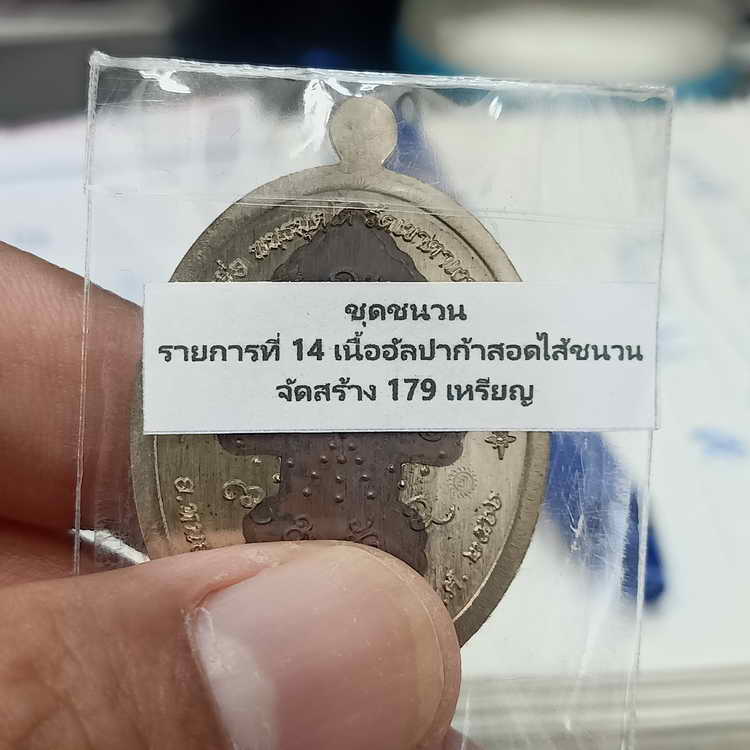 ชุดชนวน
รายการที่ 14 เนื้ออัลปาก้าสอดไส้ชนวน
จัดสร้าง 179 เหรียญ